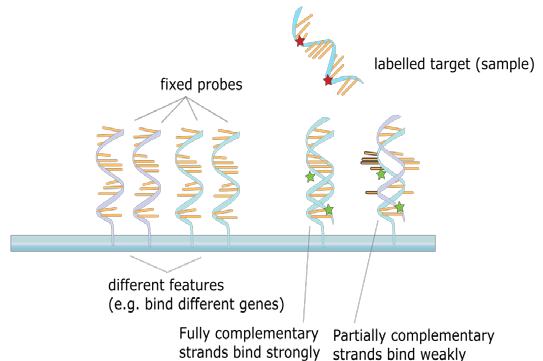 labelled target (sample)
fixed probes
different features
(e.g. bind different genes)
Fully complementary
strands bind strongly
Partially complementary
strands bind weakly